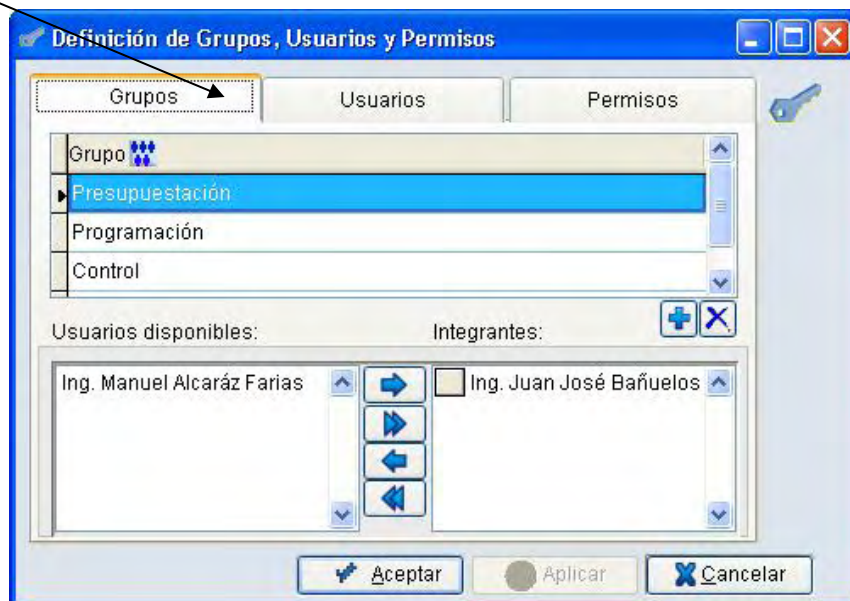 Definición de Grupos, Usuarios y Permisos
Grupos Usuarios Permisos
Grupo
Presupuestación
Programación
Control
Usuarios disponibles: Integrantes:
Ing. Manuel Alcaráz Farias Ing. Juan José Bañuelos
Aceptar Aplicar Cancelar